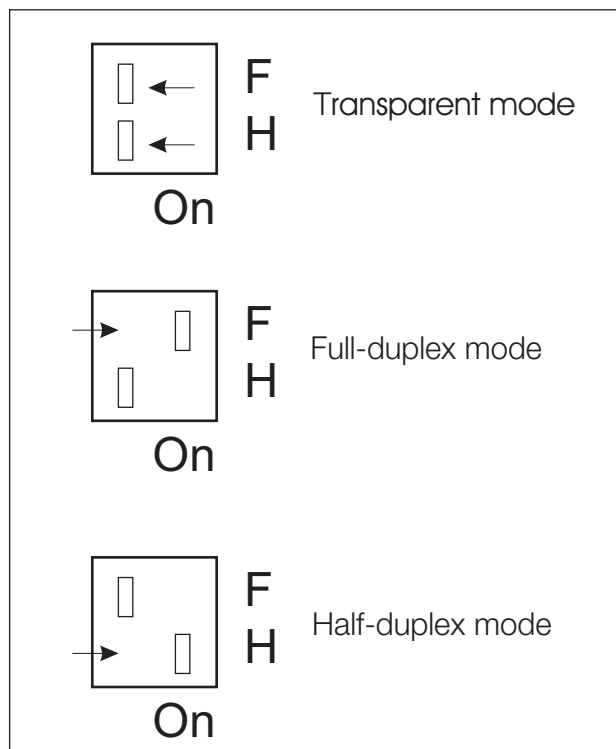 F
Transparent mode
H
On
F
Full-duplex mode
H
On
F
Half-duplex mode
H
On